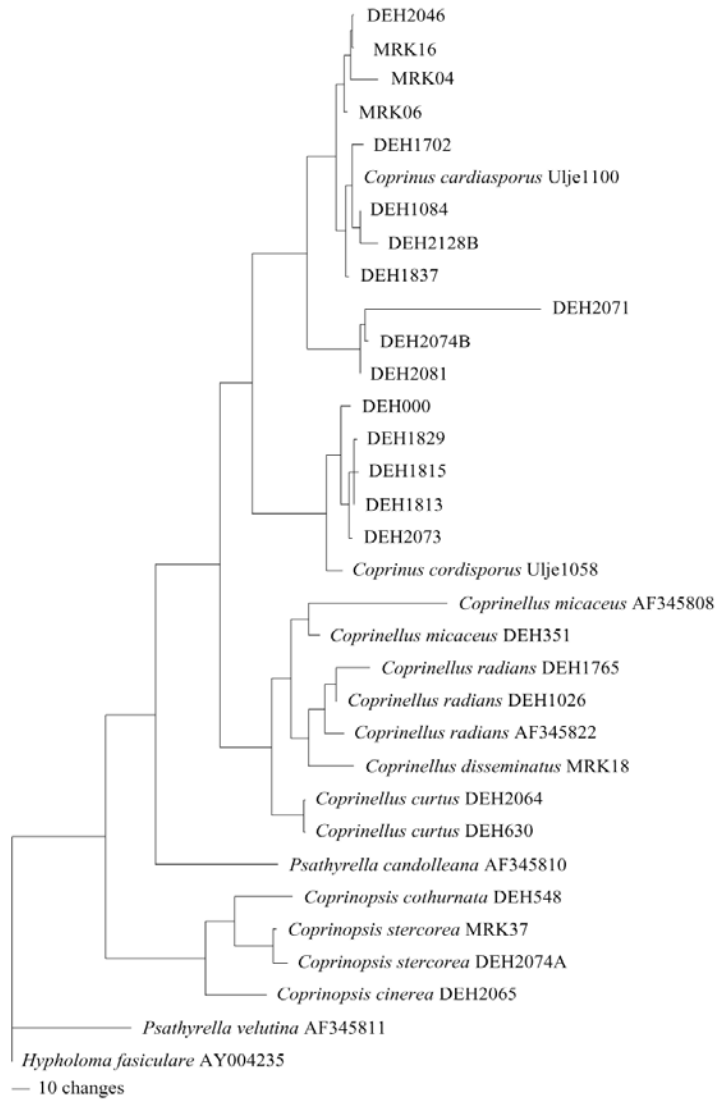 DEH2046
MRK16
MRK04
MRK06
DEH1702
Coprinus cardiasporus Ulje1100
DEH1084
DEH2128B
DEH1837
DEH2071
DEH2074B
DEH2081
DEH000
DEH1829
DEH1815
DEH1813
DEH2073
Coprinus cordisporus Ulje1058
Coprinellus micaceus AF345808
Coprinellus micaceus DEH351
Coprinellus radians DEH1765
Coprinellus radians DEH1026
Coprinellus radians AF345822
Coprinellus disseminatus MRK18
Coprinellus curtus DEH2064
Coprinellus curtus DEH630
Psathyrella candolleana AF345810
Coprinopsis cothurnata DEH548
Coprinopsis stercorea MRK37
Coprinopsis stercorea DEH2074A
Coprinopsis cinerea DEH2065
Psathyrella velutina AF345811
Hypholoma fasiculare AY004235
10 changes